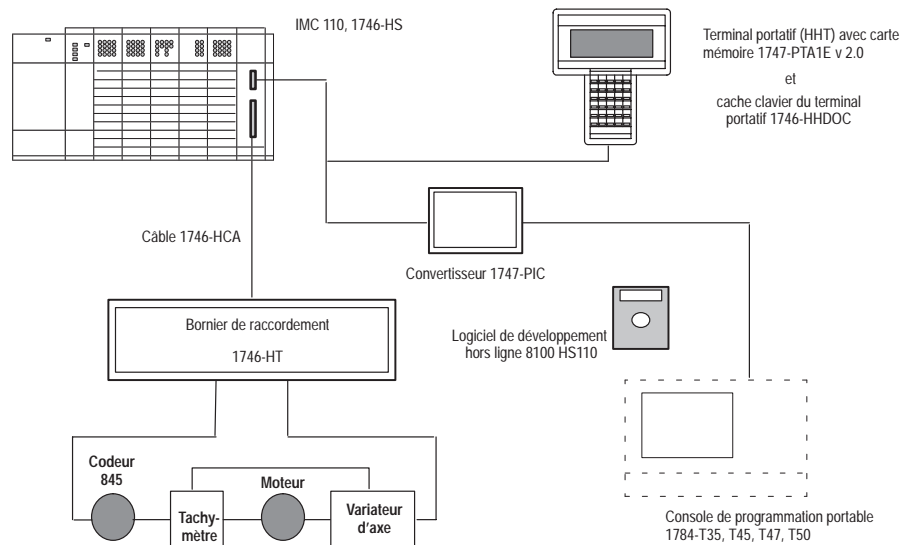 IMC 110, 1746-HS
Terminal portatif (HHT) avec carte
mémoire 1747-PTA1E v 2.0
et
cache clavier du terminal
portatif 1746-HHDOC
Câble 1746-HCA
Convertisseur 1747-PIC
Bornier de raccordement
1746-HT
Logiciel de développement
hors ligne 8100 HS110
Codeur
845
Tachy-
mètre
Moteur
Variateur
d'axe
Console de programmation portable
1784-T35, T45, T47, T50